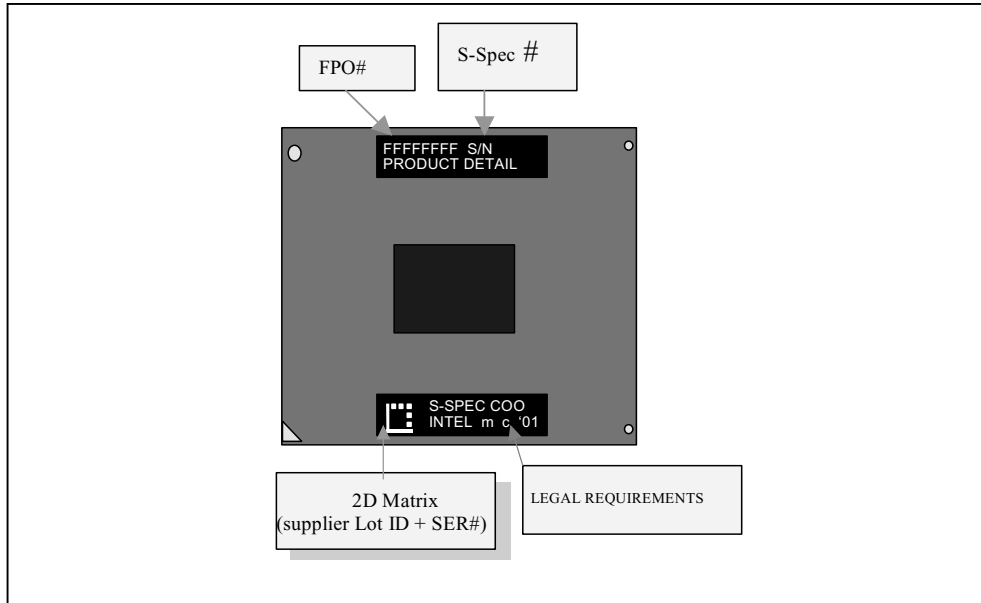 FPO#
S-Spec #
FFFFFFFF S/N
PRODUCT DETAIL
S-SPEC COO
INTEL m c '01
2D Matrix
(supplier Lot ID + SER#)
LEGAL REQUIREMENTS